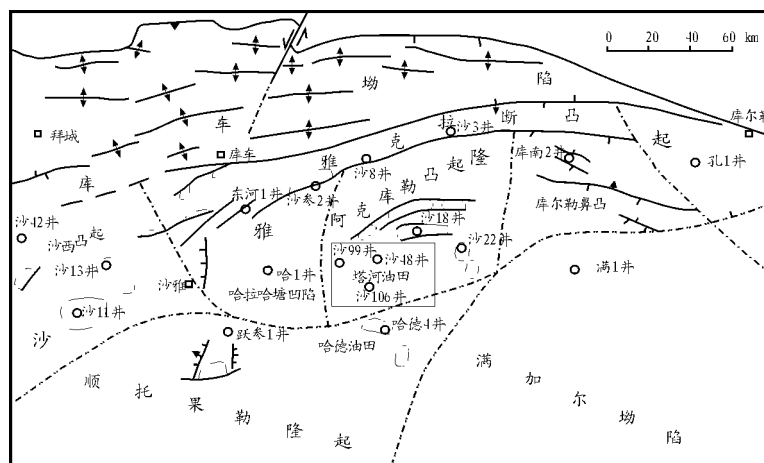 0 20 40 60 km
坳
陷
车
库尔勒
拜城
拉
断
凸
沙3井
克
起
库车
雅
隆
库南2井
孔1井
库
沙8井
起
凸
勒
沙参2井
库
东河1井
克
库尔勒鼻凸
阿
沙18井
沙42井
起
凸
沙西
雅
沙22井
沙99井
沙48井
沙13井
哈1井
塔河油田
满1井
沙雅
哈拉哈塘凹陷
沙106井
沙11井
沙
跃参1井
哈德4井
哈德油田
顺
托
果
勒
隆
起
满
加
尔
坳
陷